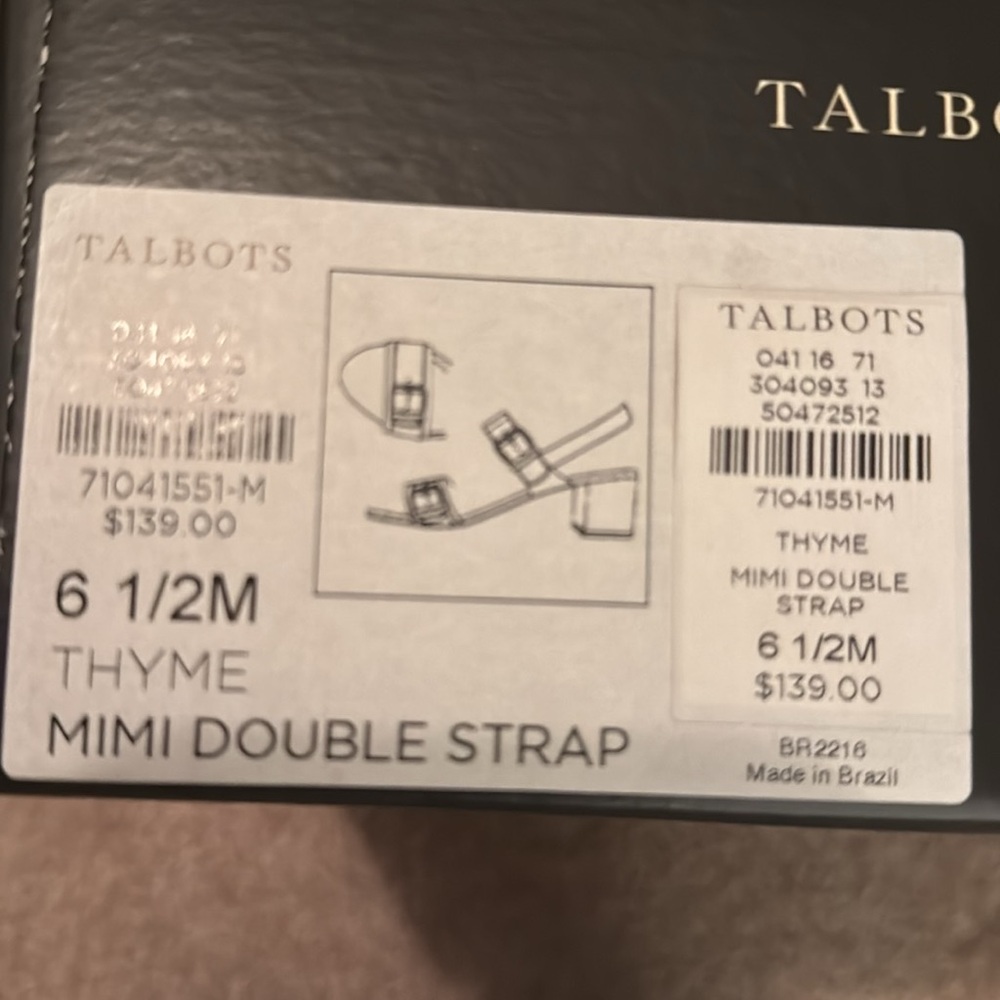 TALB
TALBOTS
71041551-M
$139.00
6 1/2M
THYME
MIMI DOUBLE STRAP
TALBOTS
041 16 71
304093 13
50472512
71041551-M
THYME
MIMI DOUBLE
STRAP
6 1/2M
$139.00
BR2216
Made in Brazil